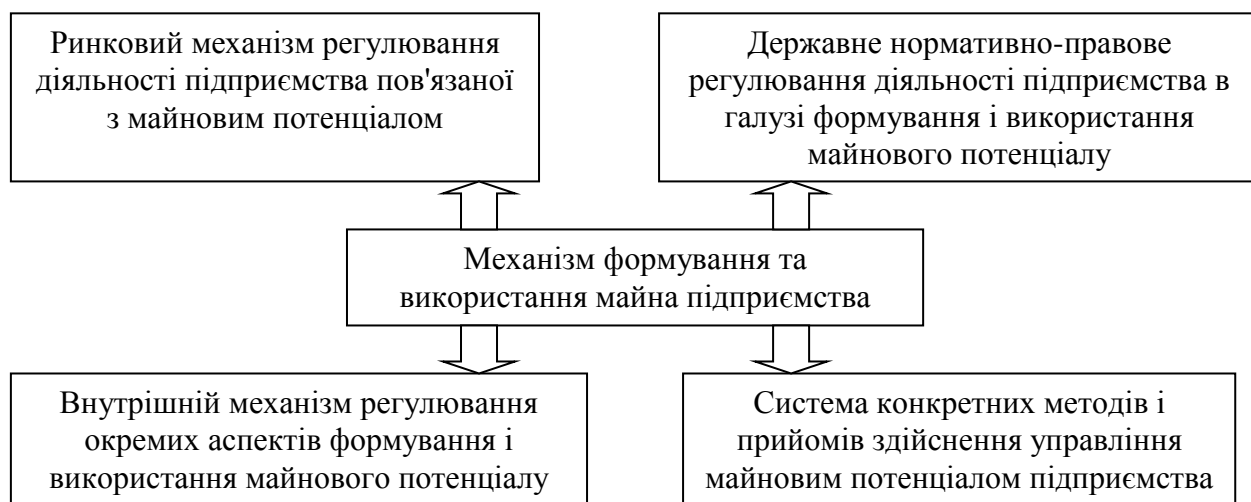 Ринковий механізм регулювання
діяльності підприємства пов'язаної
з майновим потенціалом
Державне нормативно-правове
регулювання діяльності підприємства в
галузі формування і використання
майнового потенціалу
Механізм формування та
використання майна підприємства
Внутрішній механізм регулювання
окремих аспектів формування і
використання майнового потенціалу
Система конкретних методів і
прийомів здійснення управління
майновим потенціалом підприємства